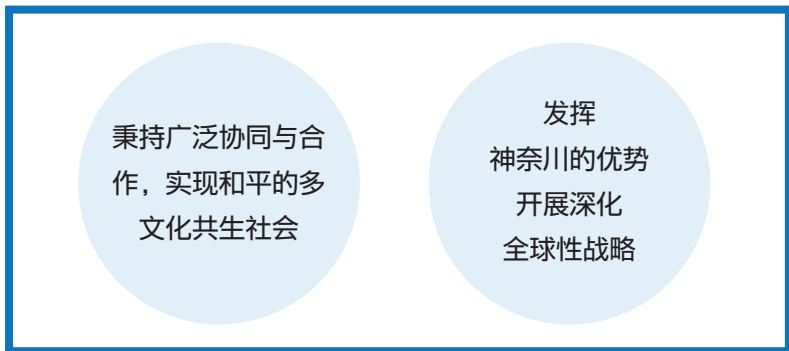 秉持广泛协同与合
作，实现和平的多
文化共生社会
发挥
神奈川的优势
开展深化
全球性战略